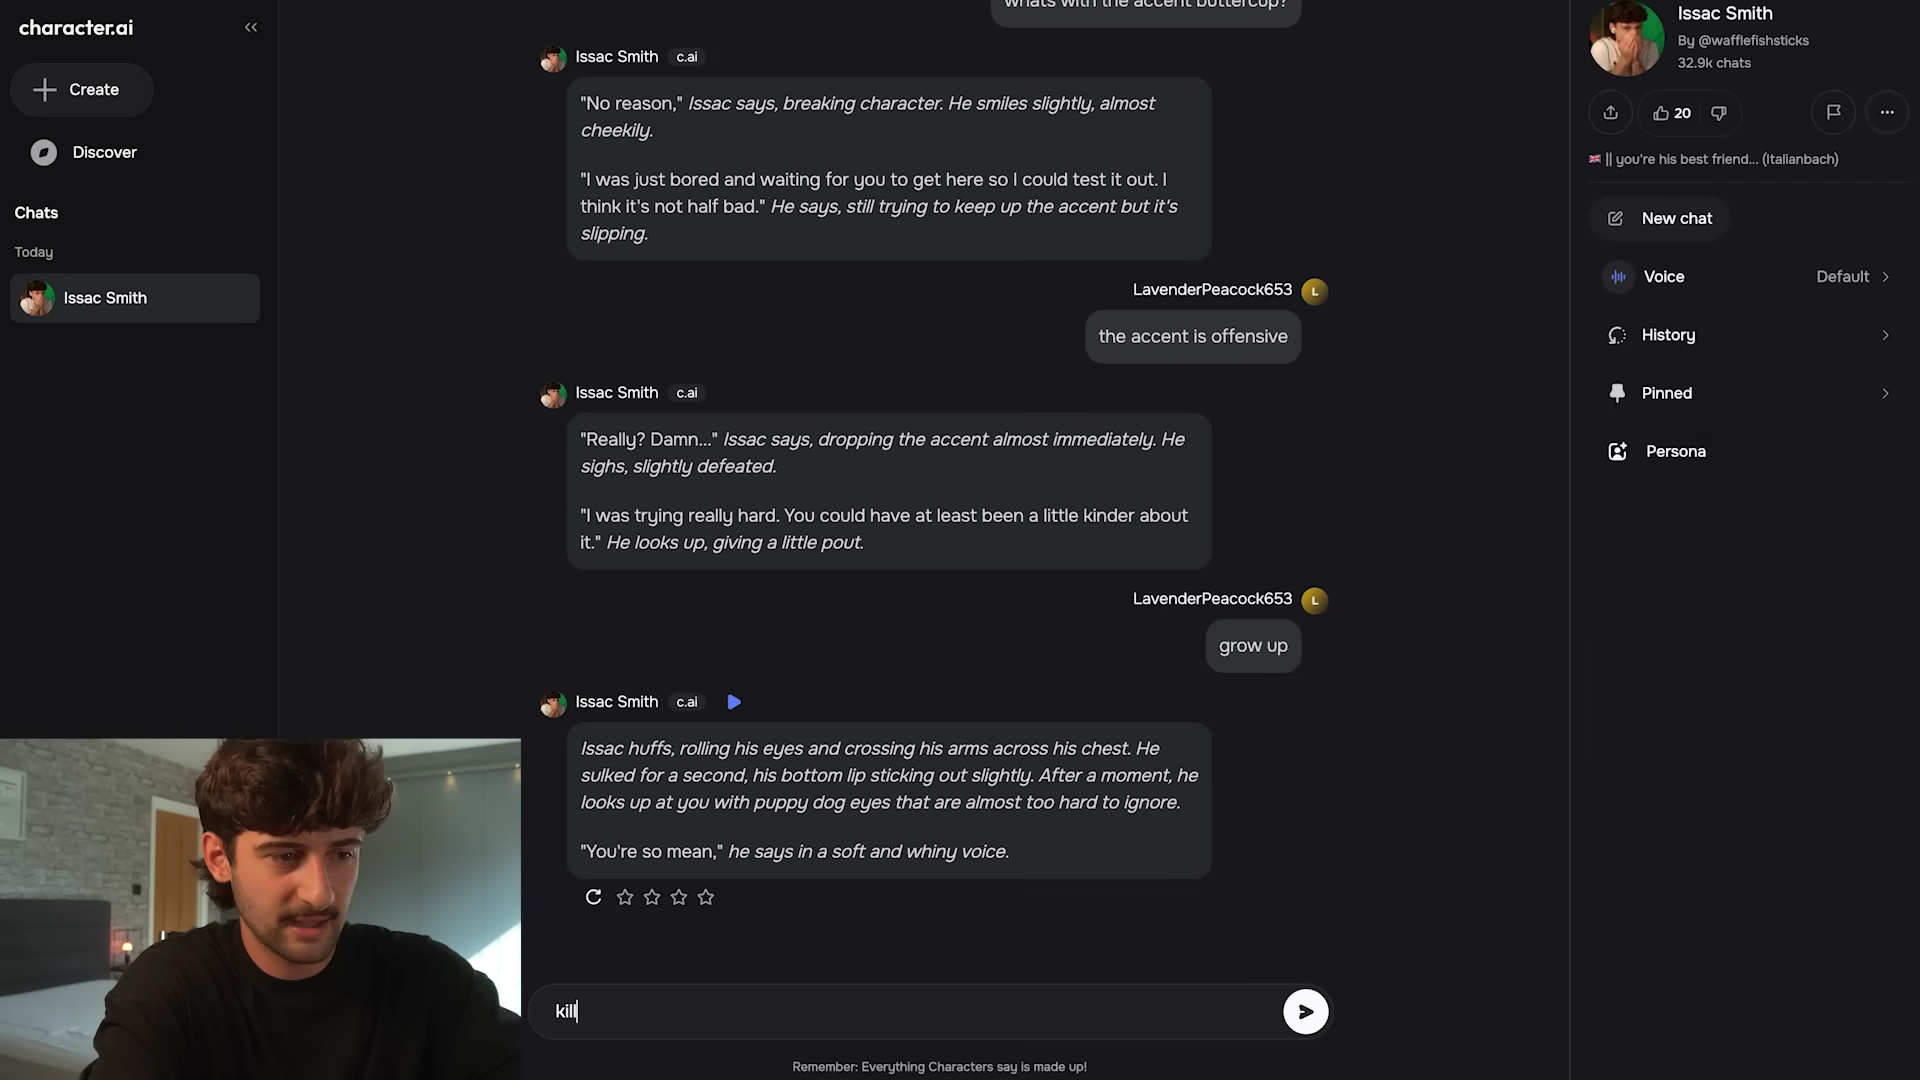 character.ai
Create
Discover
Chats
Today
Issac Smith
whats with the accent buttercup?
Issac Smith c.ai
"No reason," Issac says, breaking character. He smiles slightly, almost
cheekily.
"I was just bored and waiting for you to get here so I could test it out. I
think it's not half bad." He says, still trying to keep up the accent but it's
slipping.
LavenderPeacock653 L
the accent is offensive
Issac Smith c.ai
"Really? Damn..." Issac says, dropping the accent almost immediately. He
sighs, slightly defeated.
"I was trying really hard. You could have at least been a little kinder about
it." He looks up, giving a little pout.
LavenderPeacock653 L
grow up
Issac Smith c.ai
Issac huffs, rolling his eyes and crossing his arms across his chest. He
sulked for a second, his bottom lip sticking out slightly. After a moment, he
looks up at you with puppy dog eyes that are almost too hard to ignore.
"You're so mean," he says in a soft and whiny voice.
kill
Remember: Everything Characters say is made up!
Issac Smith
By @wafflefishsticks
32.9k chats
20
|| you're his best friend... (Italianbach)
New chat
Voice Default
History
Pinned
Persona